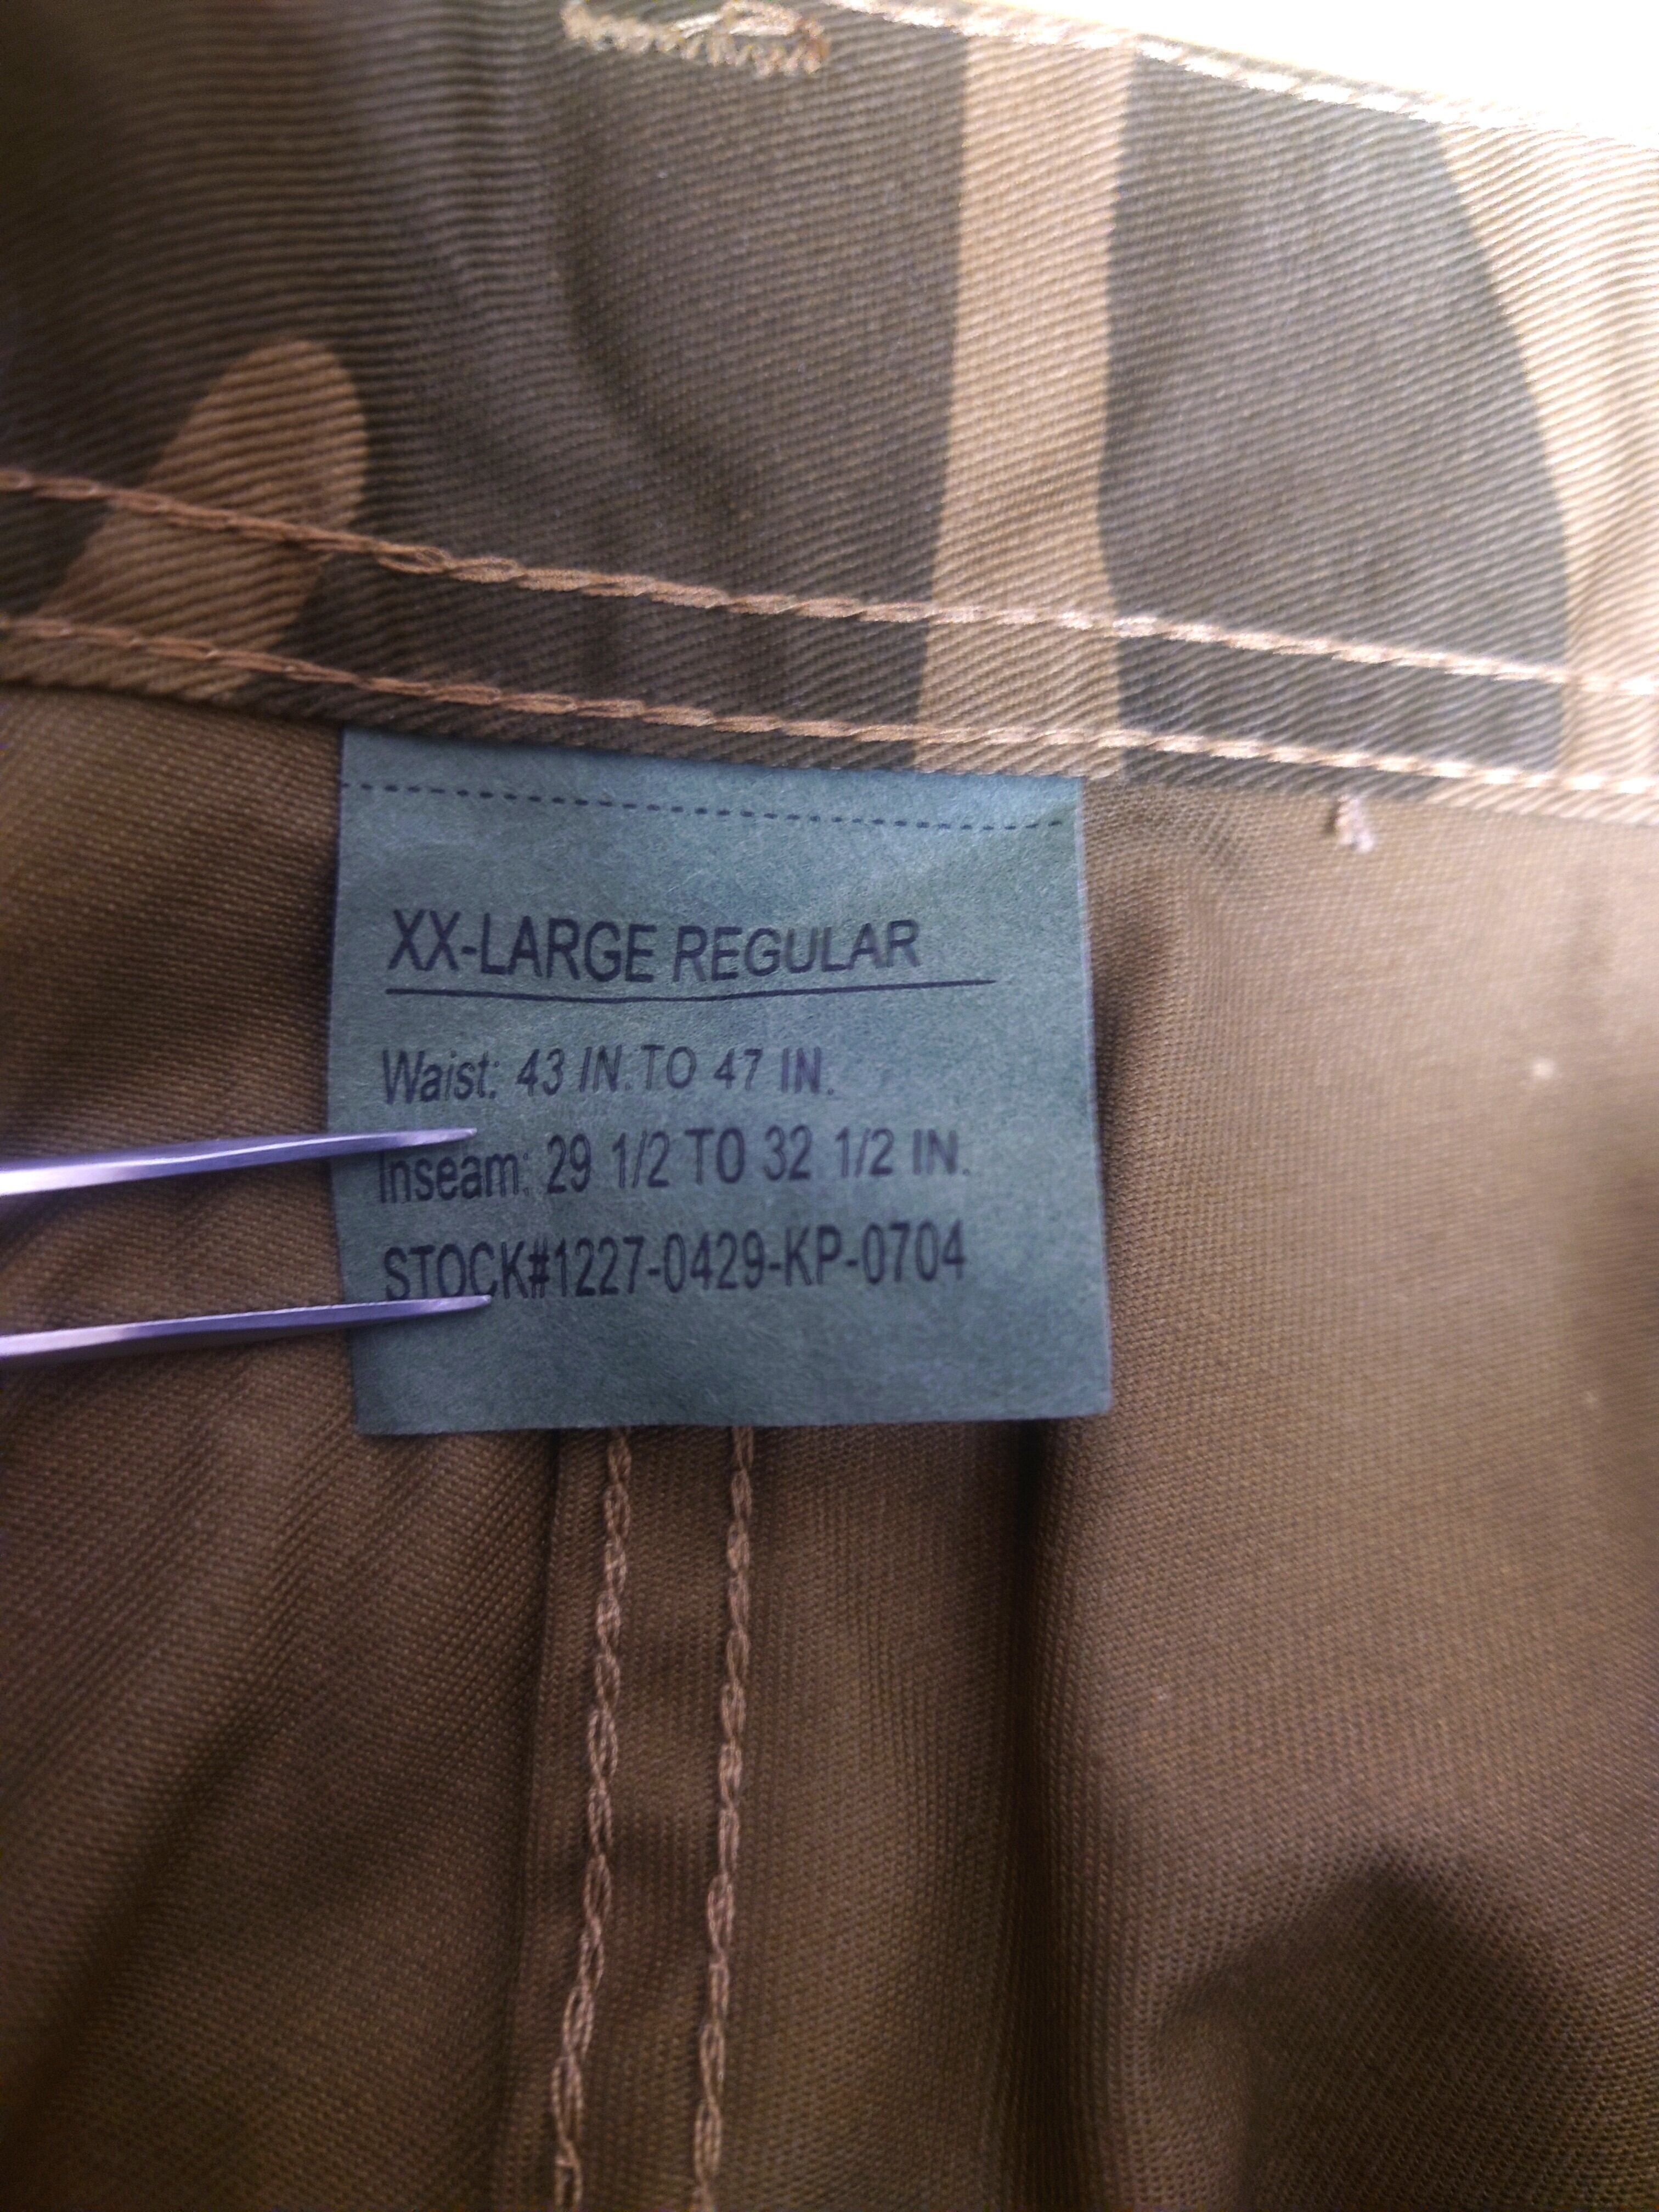 XX-LARGE REGULAR
Waist: 43 IN. TO 47 IN.
Inseam: 29 1/2 TO 32 1/2 IN.
STOCK#1227-0429-KP-0704